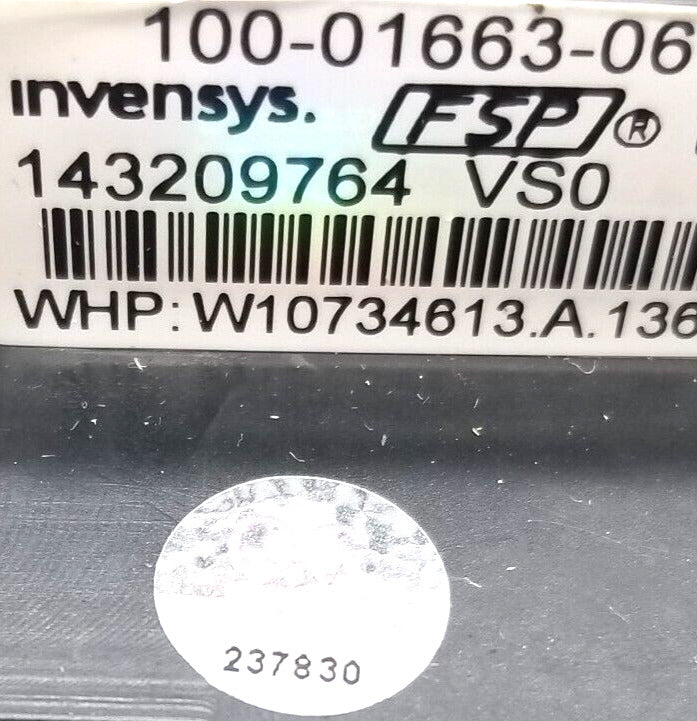 100-01663-06
invensys. FSP®
143209764 VS0
WHP: W10734613.A.136
237830